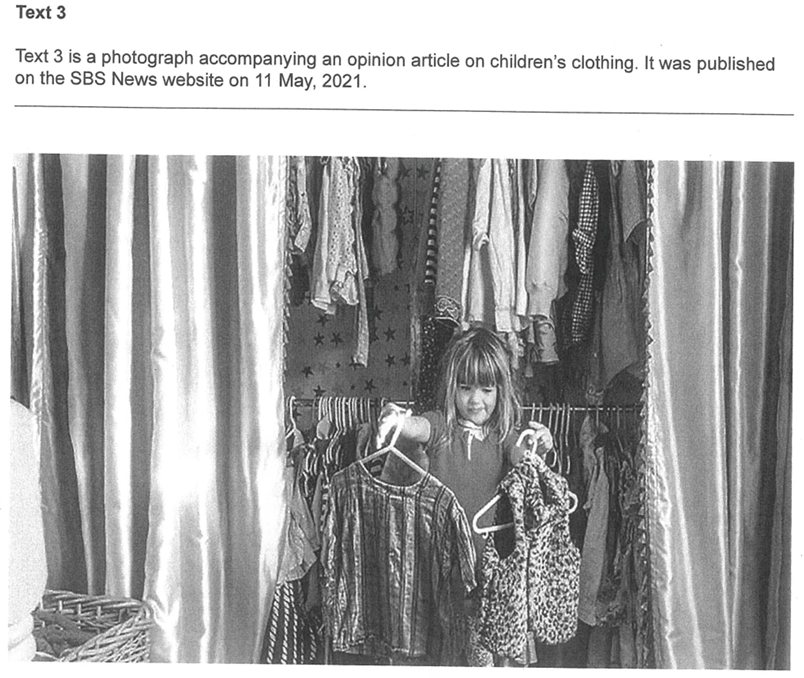 Text 3
Text 3 is a photograph accompanying an opinion article on children's clothing. It was published
on the SBS News website on 11 May, 2021.